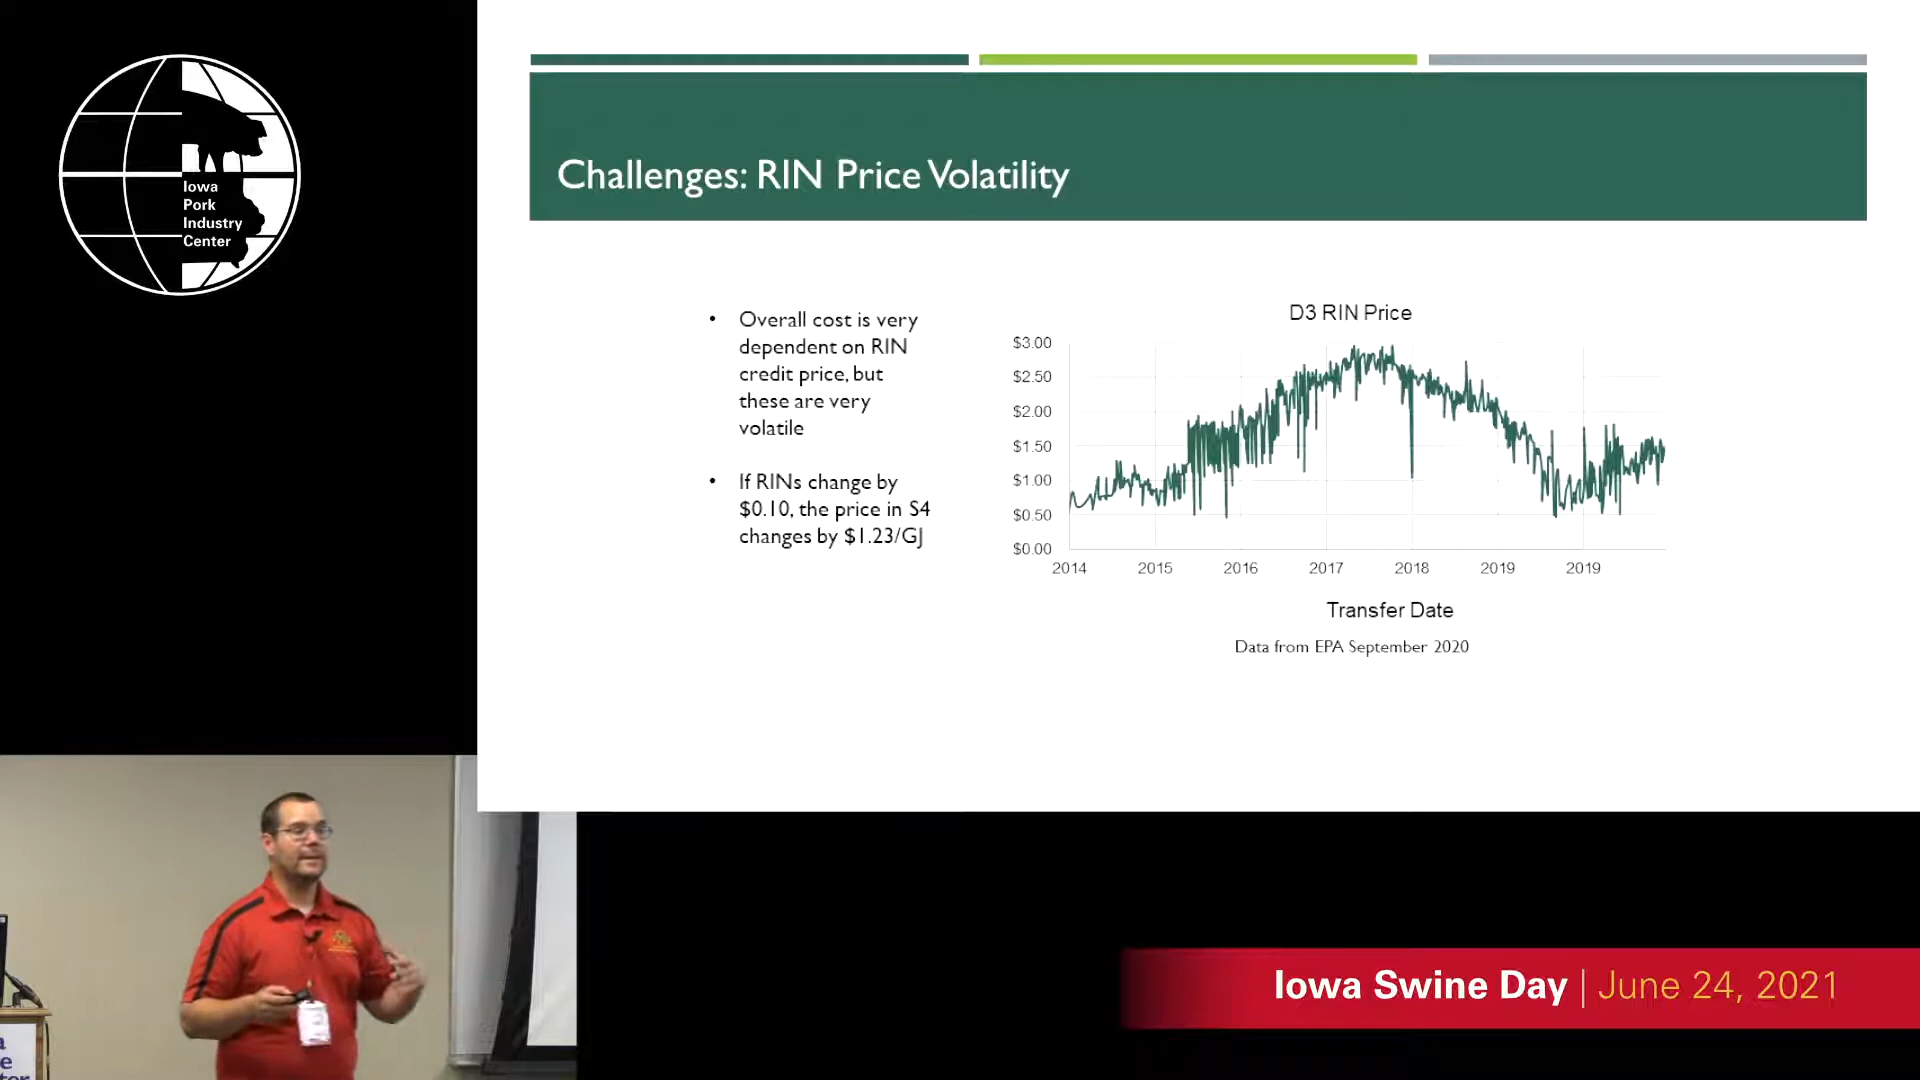 Iowa
Pork
Industry
Center
Challenges: RIN Price Volatility
• Overall cost is very
dependent on RIN
credit price, but
these are very
volatile
• If RINs change by
$0.10, the price in S4
changes by $1.23/GJ
D3 RIN Price
$3.00
$2.50
$2.00
$1.50
$1.00
$0.50
$0.00
2014 2015 2016 2017 2018 2019 2019
Transfer Date
Data from EPA September 2020
Iowa Swine Day | June 24, 2021